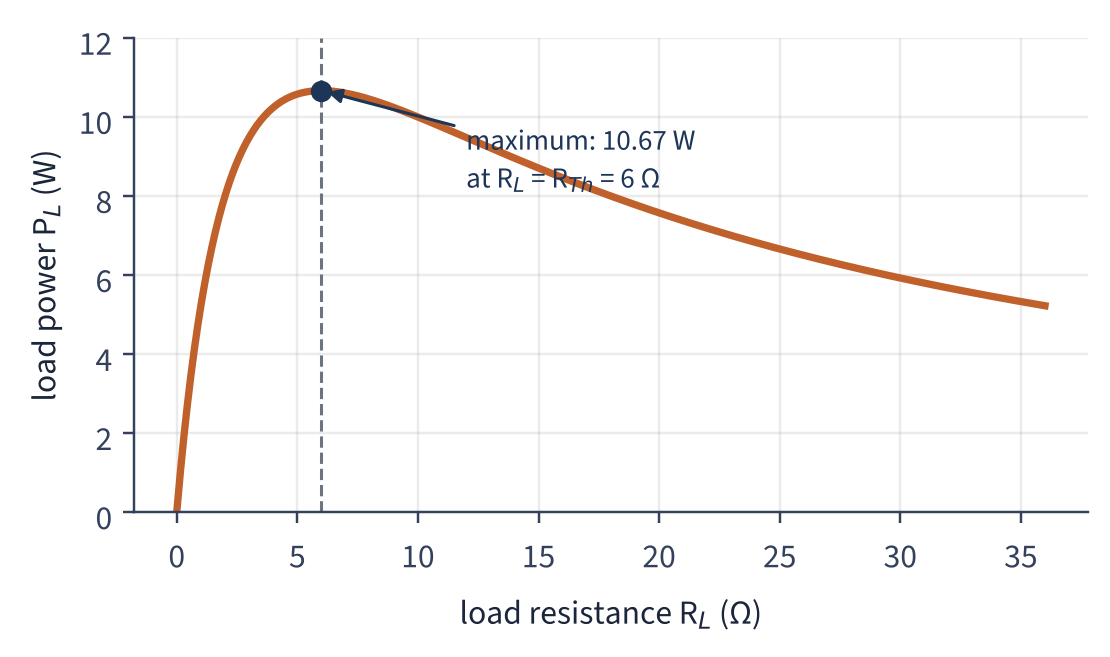 12
10
8
6
4
2
0
load power P_L (W)
maximum: 10.67 W
at R_L = R_Th = 6 Ω
0 5 10 15 20 25 30 35
load resistance R_L (Ω)